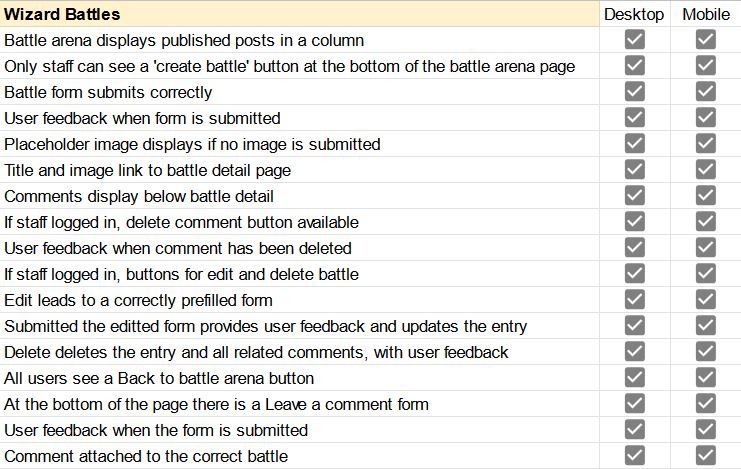 Wizard Battles Desktop Mobile
Battle arena displays published posts in a column
Only staff can see a 'create battle' button at the bottom of the battle arena page
Battle form submits correctly
User feedback when form is submitted
Placeholder image displays if no image is submitted
Title and image link to battle detail page
Comments display below battle detail
If staff logged in, delete comment button available
User feedback when comment has been deleted
If staff logged in, buttons for edit and delete battle
Edit leads to a correctly prefilled form
Submitted the editted form provides user feedback and updates the entry
Delete deletes the entry and all related comments, with user feedback
All users see a Back to battle arena button
At the bottom of the page there is a Leave a comment form
User feedback when the form is submitted
Comment attached to the correct battle